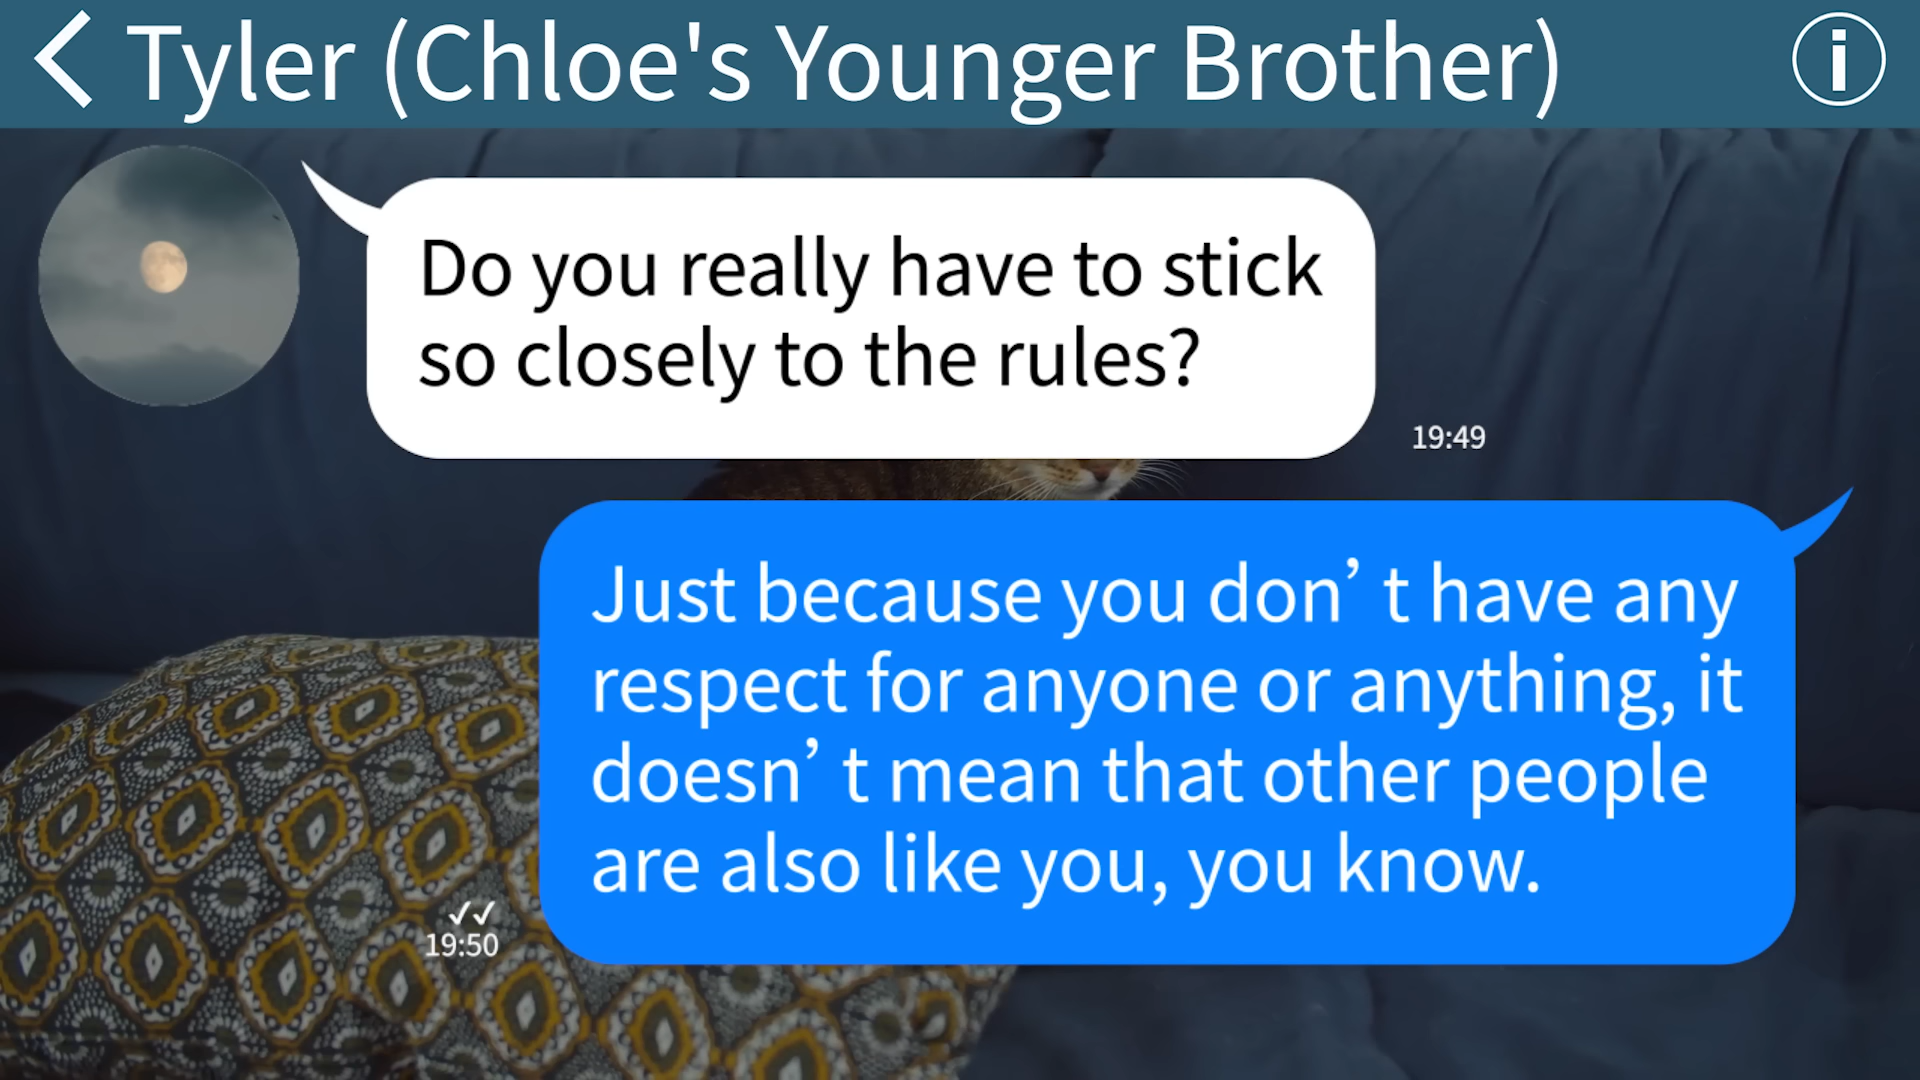 Tyler (Chloe's Younger Brother)
Do you really have to stick
so closely to the rules?
19:49
Just because you don’t have any
respect for anyone or anything, it
doesn’t mean that other people
are also like you, you know.
19:50